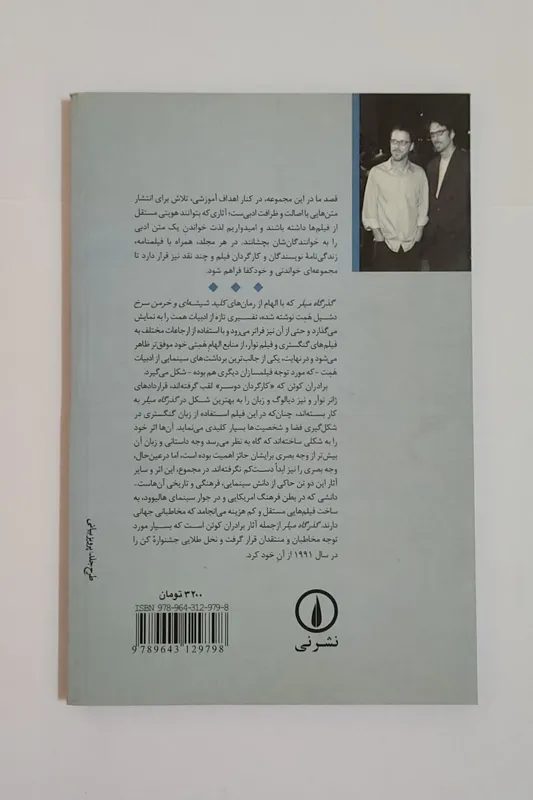 قصد ما در این مجموعه، در کنار اهداف آموزشی، تلاش برای انتشار
متن‌هایی با اصالت و ظرافت ادبی‌ست؛ آثاری که بتوانند هویتی مستقل
از فیلم‌ها داشته باشند و امیدواریم لذت خواندن یک متن ادبی
را به خوانندگان‌شان بچشانند. در هر مجلد، همراه با فیلمنامه،
زندگی‌نامهٔ نویسندگان و کارگردان فیلم و چند نقد نیز قرار دارد تا
مجموعه‌ای خواندنی و خودکفا فراهم شود.
گذرگاه میلر که با الهام از رمان‌های کلید شیشه‌ای و خرمن سرخ
دشیل همت نوشته شده، تفسیری تازه از ادبیات همت را به نمایش
می‌گذارد و حتی از آن نیز فراتر می‌رود و با استفاده از ارجاعات مختلف به
فیلم‌های گنگستری و فیلم نوآر، از منابع الهام همتی خود موفق‌تر ظاهر
می‌شود و در نهایت، یکی از جالب‌ترین برداشت‌های سینمایی از ادبیات
همت – که مورد توجه فیلمسازان دیگری هم بوده – شکل می‌گیرد.
برادران کوئن که «کارگردان دوسر» لقب گرفته‌اند، قراردادهای
ژانر نوآر و نیز دیالوگ و زبان را به بهترین شکل در گذرگاه میلر به
کار بسته‌اند، چنان‌که در این فیلم استفاده از زبان گنگستری در
شکل‌گیری فضا و شخصیت‌ها بسیار کلیدی می‌نماید. آن‌ها اثر خود
را به شکلی ساخته‌اند که گاه به نظر می‌رسد وجه داستانی و زبان آن
بیش‌تر از وجه بصری برایشان حائز اهمیت بوده است، اما درعین‌حال،
وجه بصری را نیز ابداً دست‌کم نگرفته‌اند. در مجموع، این اثر و سایر
آثار این دو تن حاکی از دانش سینمایی، فرهنگی و تاریخی آن‌هاست،
دانشی که در بطن فرهنگ امریکایی و در جوار سینمای هالیوود، به
ساخت فیلم‌هایی مستقل و کم هزینه می‌انجامد که مخاطبانی جهانی
دارند. گذرگاه میلر ازجمله آثار برادران کوئن است که بسیار مورد
توجه مخاطبان و منتقدان قرار گرفت و نخل طلایی جشنوارهٔ کن را
در سال ۱۹۹۱ از آنِ خود کرد.
طرح جلد: پرویز بیانی
۳۲۰۰ تومان
ISBN 978-964-312-979-8
9789643129798
نشرنی